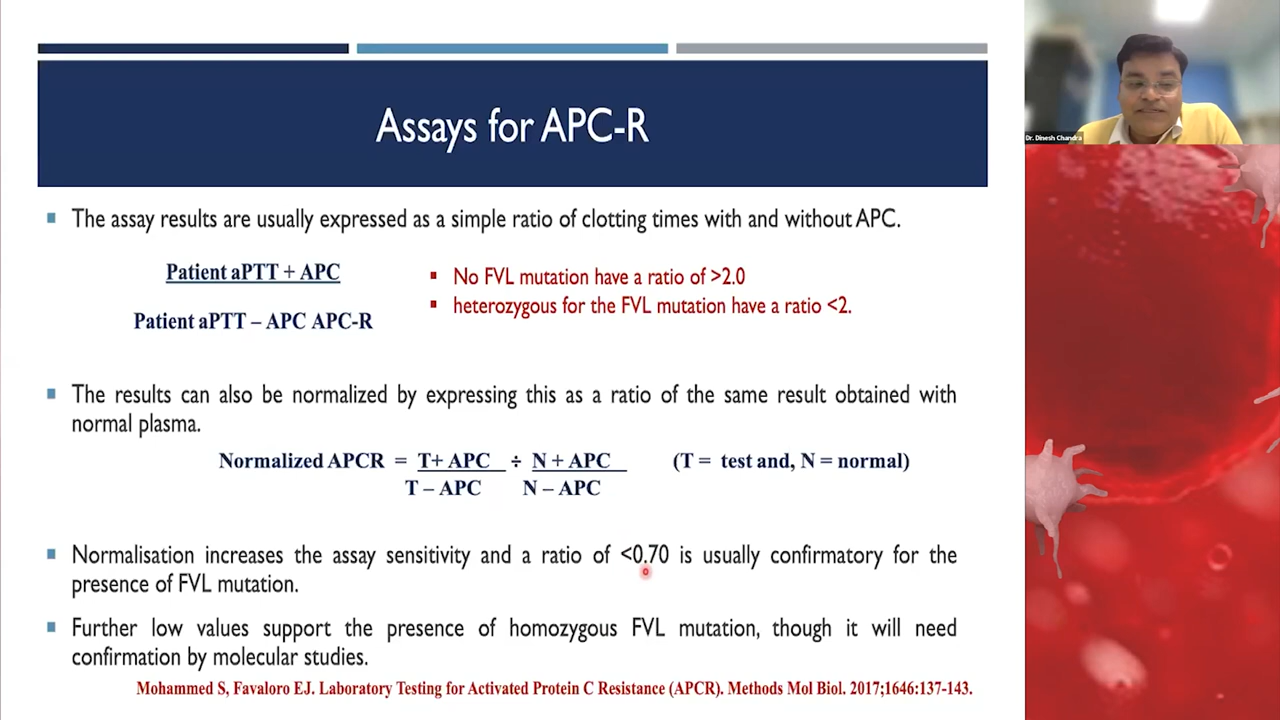 Assays for APC-R
Dr. Dinesh Chandra
The assay results are usually expressed as a simple ratio of clotting times with and without APC.
Patient aPTT + APC
Patient aPTT – APC APC-R
No FVL mutation have a ratio of >2.0
heterozygous for the FVL mutation have a ratio <2.
The results can also be normalized by expressing this as a ratio of the same result obtained with
normal plasma.
Normalized APCR = T+ APC ÷ N + APC (T = test and, N = normal)
T – APC N – APC
Normalisation increases the assay sensitivity and a ratio of <0.70 is usually confirmatory for the
presence of FVL mutation.
Further low values support the presence of homozygous FVL mutation, though it will need
confirmation by molecular studies.
Mohammed S, Favaloro EJ. Laboratory Testing for Activated Protein C Resistance (APCR). Methods Mol Biol. 2017;1646:137-143.